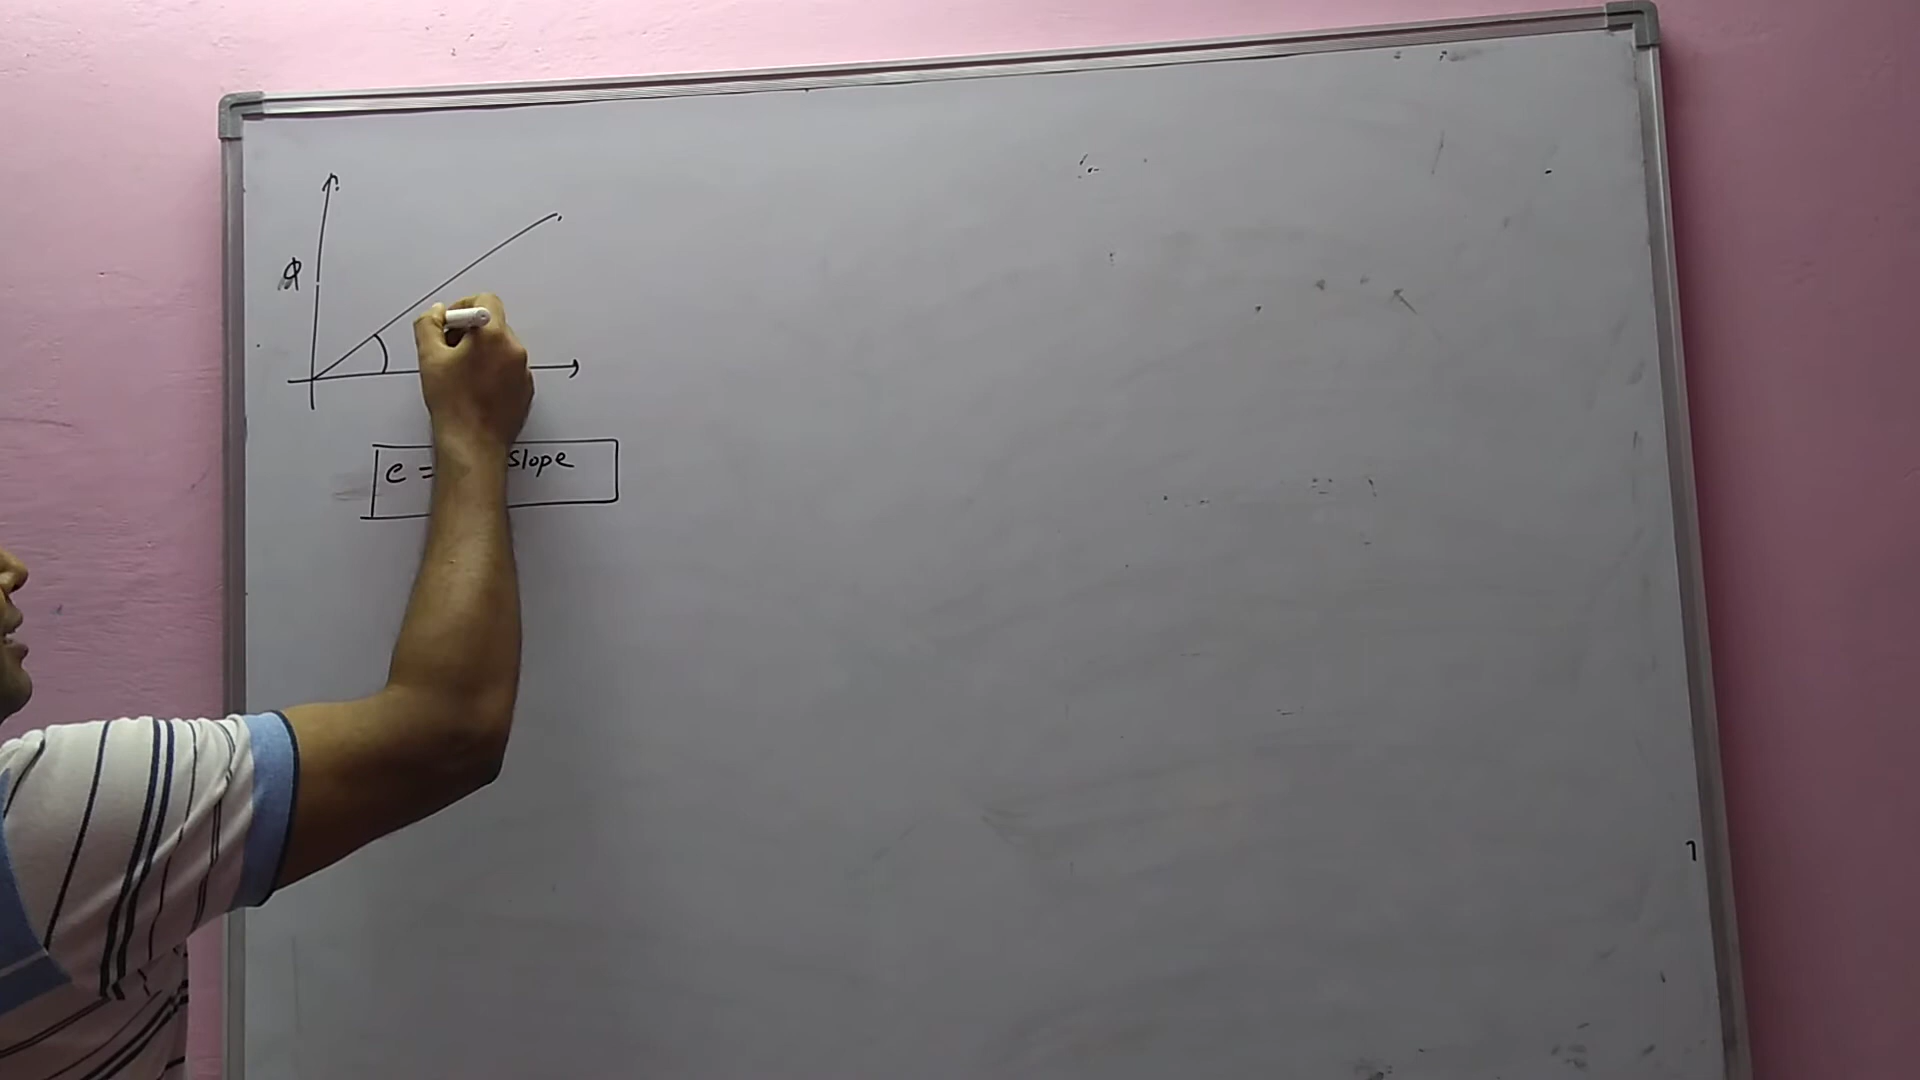 φ
e = slope